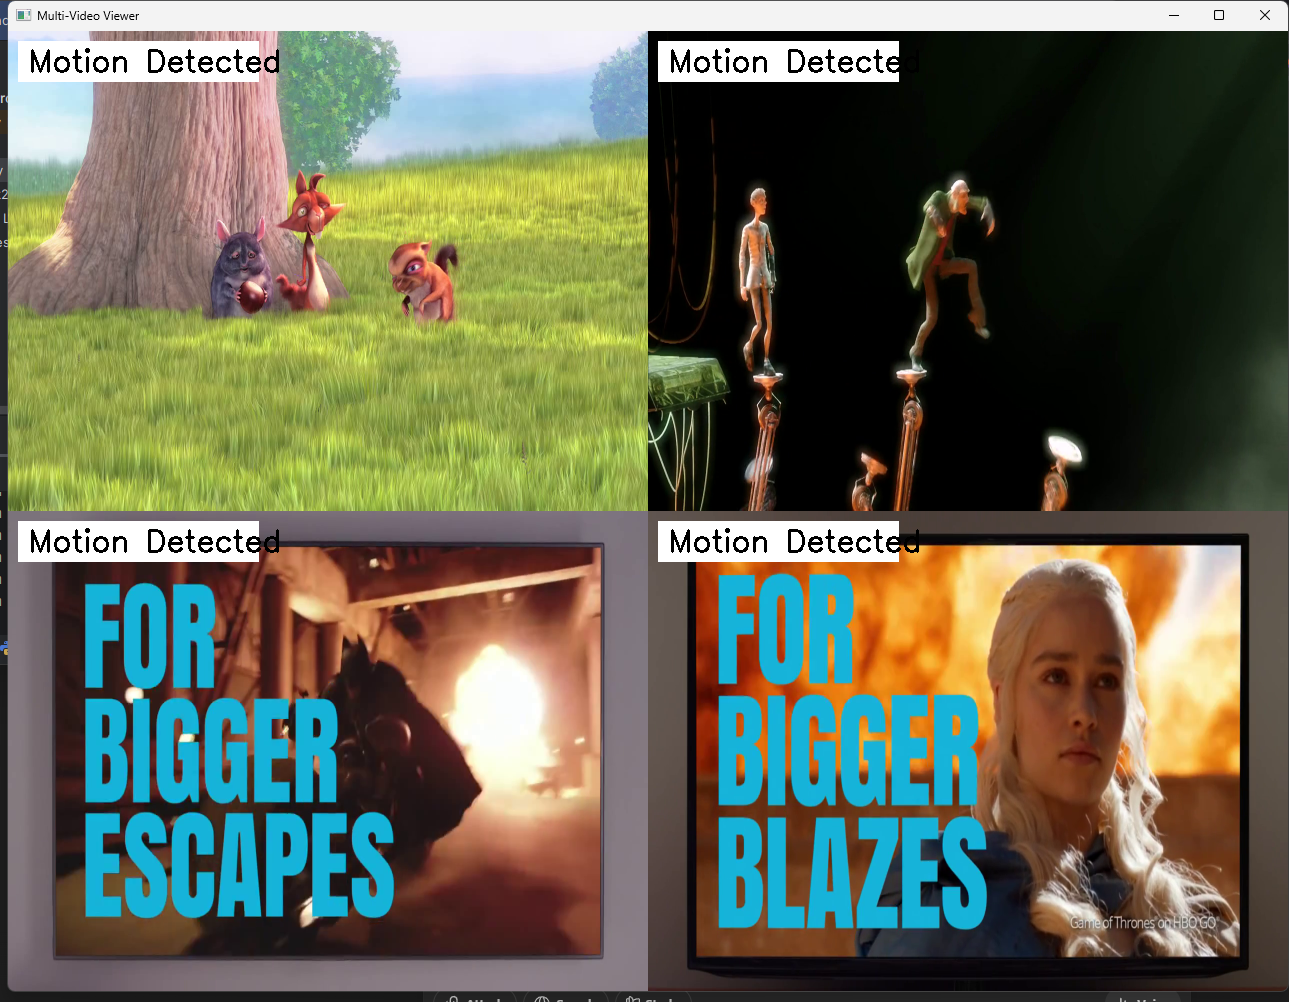 Multi-Video Viewer
Motion Detected
Motion Detected
Motion Detected
FOR
BIGGER
ESCAPES
Motion Detected
FOR
BIGGER
BLAZES
Game of Thrones® on HBO GO®